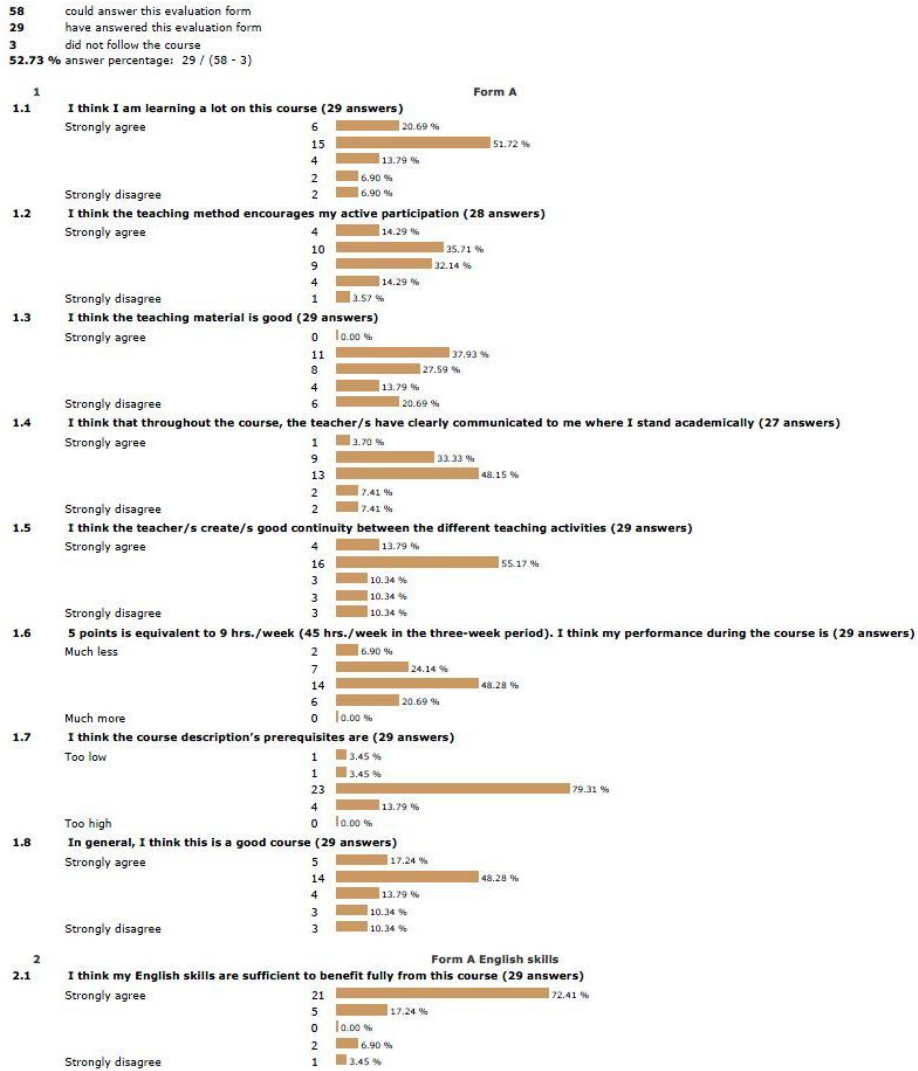 58 could answer this evaluation form
29 have answered this evaluation form
3 did not follow the course
52.73 % answer percentage: 29 / (58 - 3)
1 Form A
1.1 I think I am learning a lot on this course (29 answers)
Strongly agree 6 20.69 %
15 51.72 %
4 13.79 %
2 6.90 %
Strongly disagree 2 6.90 %
1.2 I think the teaching method encourages my active participation (28 answers)
Strongly agree 4 14.29 %
10 35.71 %
9 32.14 %
4 14.29 %
Strongly disagree 1 3.57 %
1.3 I think the teaching material is good (29 answers)
Strongly agree 0 0.00 %
11 37.93 %
8 27.59 %
4 13.79 %
Strongly disagree 6 20.69 %
1.4 I think that throughout the course, the teacher/s have clearly communicated to me where I stand academically (27 answers)
Strongly agree 1 3.70 %
9 33.33 %
13 48.15 %
2 7.41 %
Strongly disagree 2 7.41 %
1.5 I think the teacher/s create/s good continuity between the different teaching activities (29 answers)
Strongly agree 4 13.79 %
16 55.17 %
3 10.34 %
3 10.34 %
Strongly disagree 3 10.34 %
1.6 5 points is equivalent to 9 hrs./week (45 hrs./week in the three-week period). I think my performance during the course is (29 answers)
Much less 2 6.90 %
7 24.14 %
14 48.28 %
6 20.69 %
Much more 0 0.00 %
1.7 I think the course description's prerequisites are (29 answers)
Too low 1 3.45 %
1 3.45 %
23 79.31 %
4 13.79 %
Too high 0 0.00 %
1.8 In general, I think this is a good course (29 answers)
Strongly agree 5 17.24 %
14 48.28 %
4 13.79 %
3 10.34 %
Strongly disagree 3 10.34 %
2 Form A English skills
2.1 I think my English skills are sufficient to benefit fully from this course (29 answers)
Strongly agree 21 72.41 %
5 17.24 %
0 0.00 %
2 6.90 %
Strongly disagree 1 3.45 %